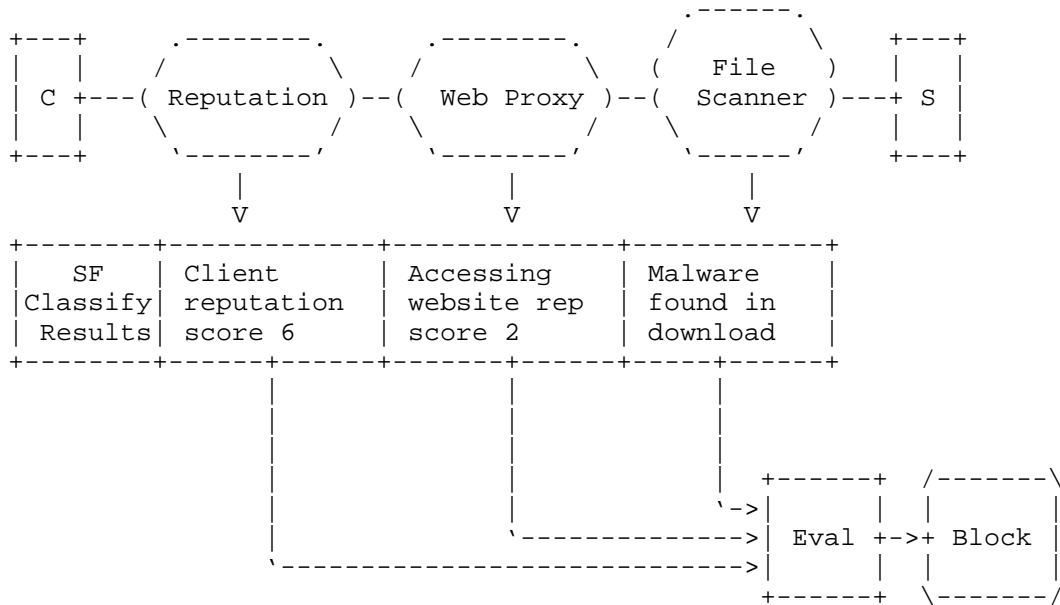 File
C Reputation Web Proxy Scanner S
V V V
SF Client Accessing Malware
Classify reputation website rep found in
Results score 6 score 2 download
Eval Block